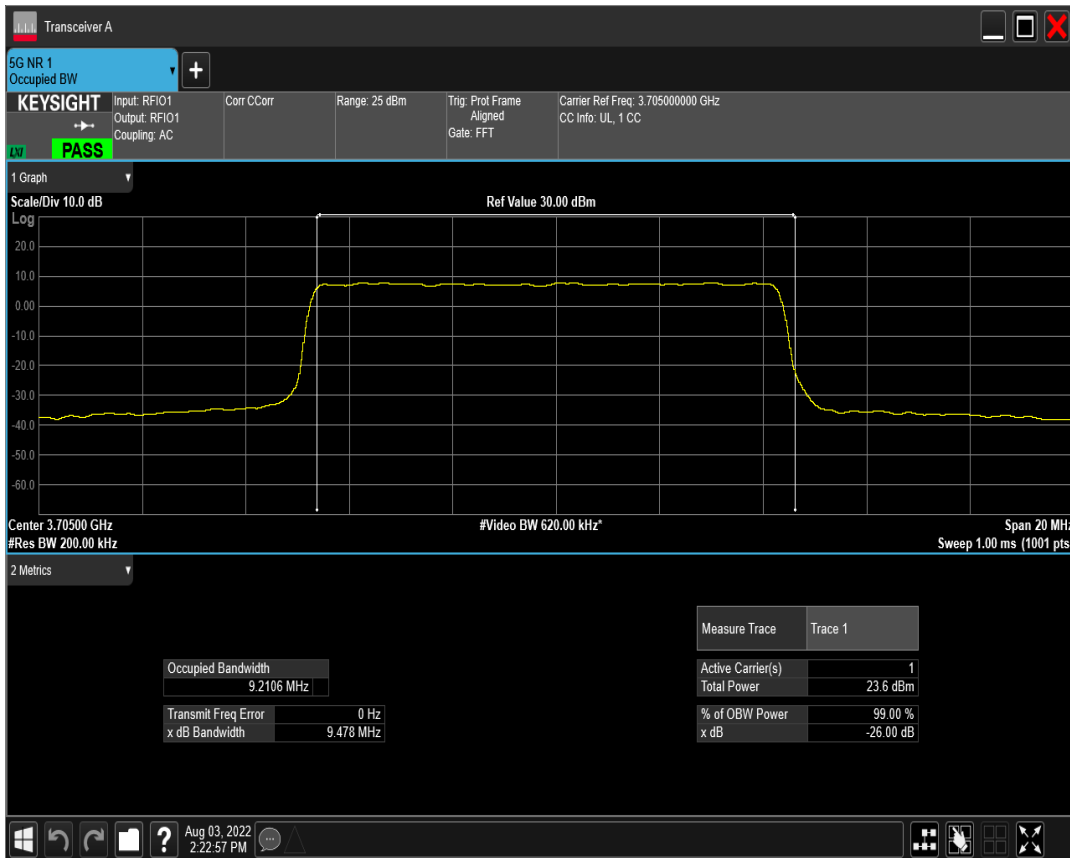 Transceiver A
5G NR 1
Occupied BW
+
KEYSIGHT
LXI
PASS
Input: RFIO1
Output: RFIO1
Coupling: AC
Corr CCorr
Range: 25 dBm
Trig: Prot Frame
Aligned
Gate: FFT
Carrier Ref Freq: 3.705000000 GHz
CC Info: UL, 1 CC
1 Graph
Scale/Div 10.0 dB
Ref Value 30.00 dBm
Log
20.0
10.0
0.00
-10.0
-20.0
-30.0
-40.0
-50.0
-60.0
Center 3.70500 GHz
#Video BW 620.00 kHz*
Span 20 MHz
#Res BW 200.00 kHz
Sweep 1.00 ms (1001 pts
2 Metrics
Measure Trace Trace 1
Occupied Bandwidth
9.2106 MHz
Active Carrier(s) 1
Total Power 23.6 dBm
Transmit Freq Error 0 Hz
x dB Bandwidth 9.478 MHz
% of OBW Power 99.00 %
x dB -26.00 dB
?
Aug 03, 2022
2:22:57 PM